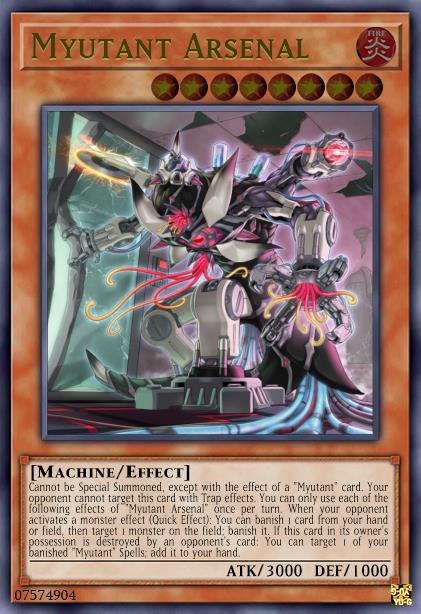 MYUTANT ARSENAL
FIRE
炎
[MACHINE/EFFECT]
Cannot be Special Summoned, except with the effect of a "Myutant" card. Your
opponent cannot target this card with Trap effects. You can only use each of the
following effects of "Myutant Arsenal" once per turn. When your opponent
activates a monster effect (Quick Effect): You can banish 1 card from your hand
or field, then target 1 monster on the field; banish it. If this card in its owner's
possession is destroyed by an opponent's card: You can target 1 of your
banished "Myutant" Spells; add it to your hand.
ATK/3000 DEF/1000
07574904